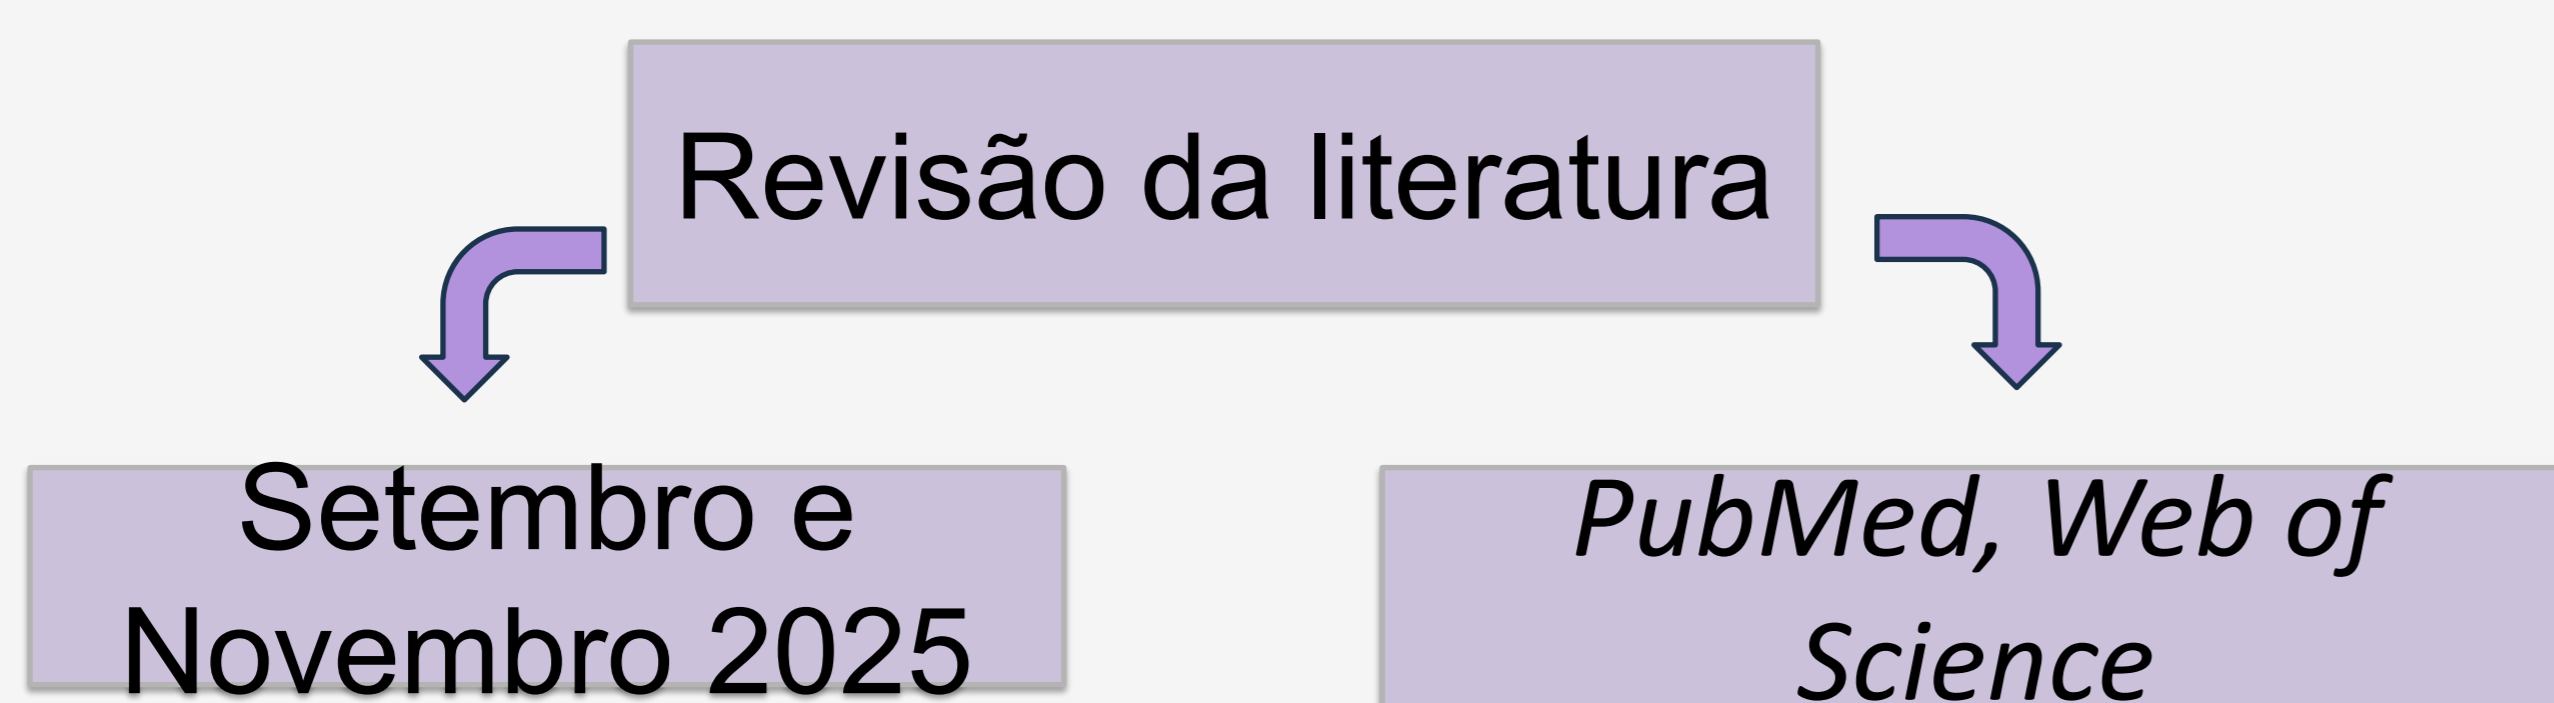 Revisão da literatura
Setembro e
Novembro 2025
PubMed, Web of
Science